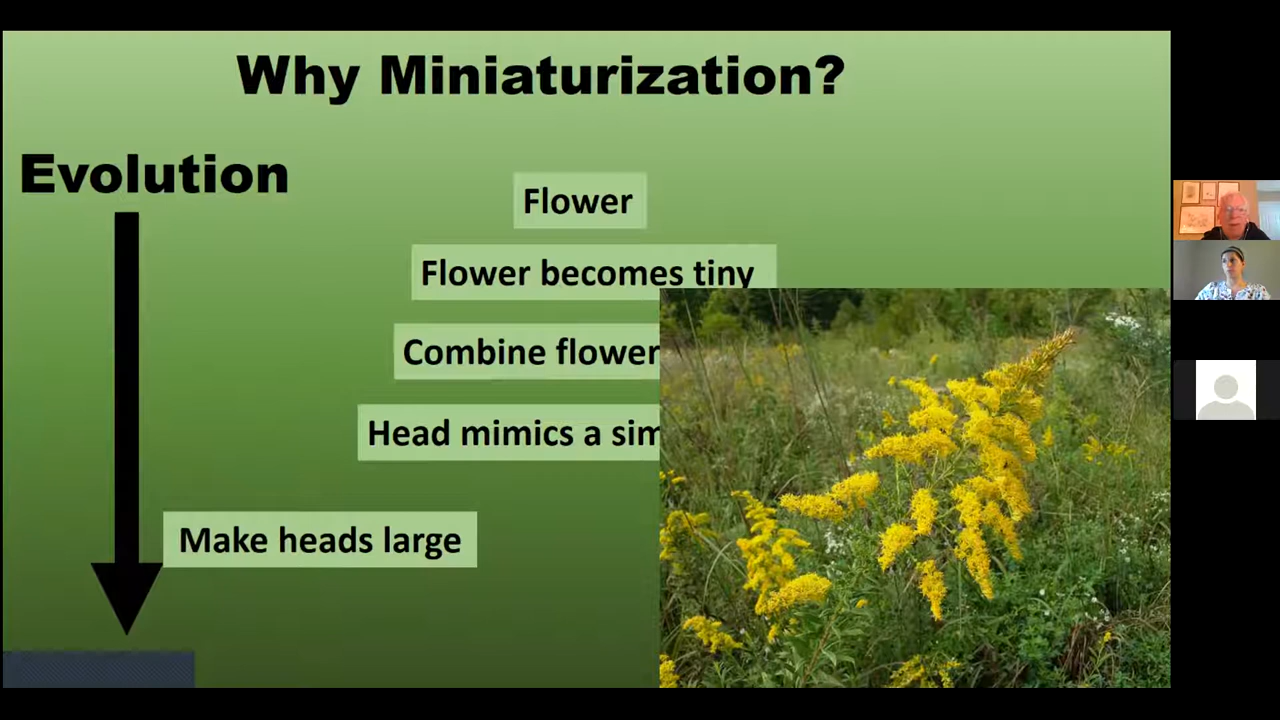 Why Miniaturization?
Evolution
Flower
Flower becomes tiny
Combine flower
Head mimics a sim
Make heads large